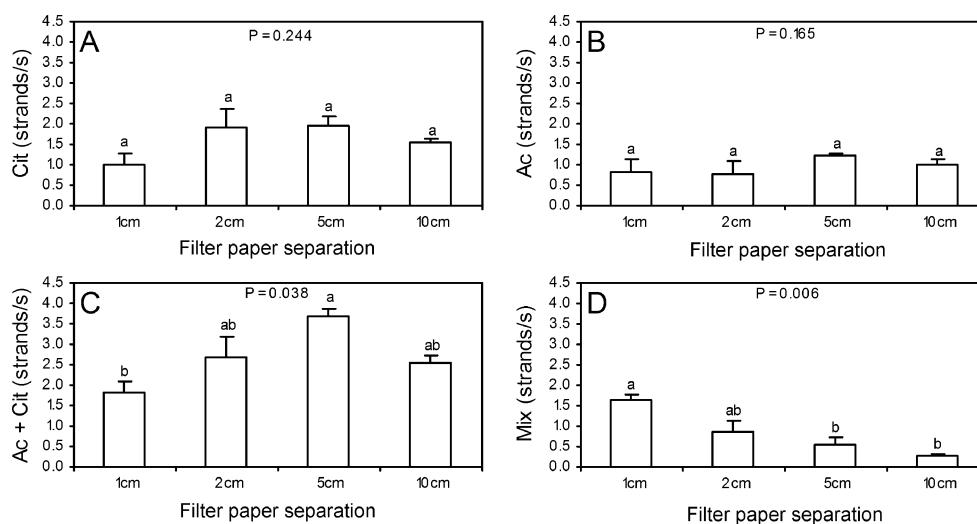 A
P = 0.244
Cit (strands/s)
4.5
4.0
3.5
3.0
2.5
2.0
1.5
1.0
0.5
0.0
a
a
a
a
1cm
2cm
5cm
10cm
Filter paper separation
B
P = 0.165
Ac (strands/s)
4.5
4.0
3.5
3.0
2.5
2.0
1.5
1.0
0.5
0.0
a
a
a
a
1cm
2cm
5cm
10cm
Filter paper separation
C
P = 0.038
Ac + Cit (strands/s)
4.5
4.0
3.5
3.0
2.5
2.0
1.5
1.0
0.5
0.0
b
ab
a
ab
1cm
2cm
5cm
10cm
Filter paper separation
D
P = 0.006
Mix (strands/s)
4.5
4.0
3.5
3.0
2.5
2.0
1.5
1.0
0.5
0.0
a
ab
b
b
1cm
2cm
5cm
10cm
Filter paper separation